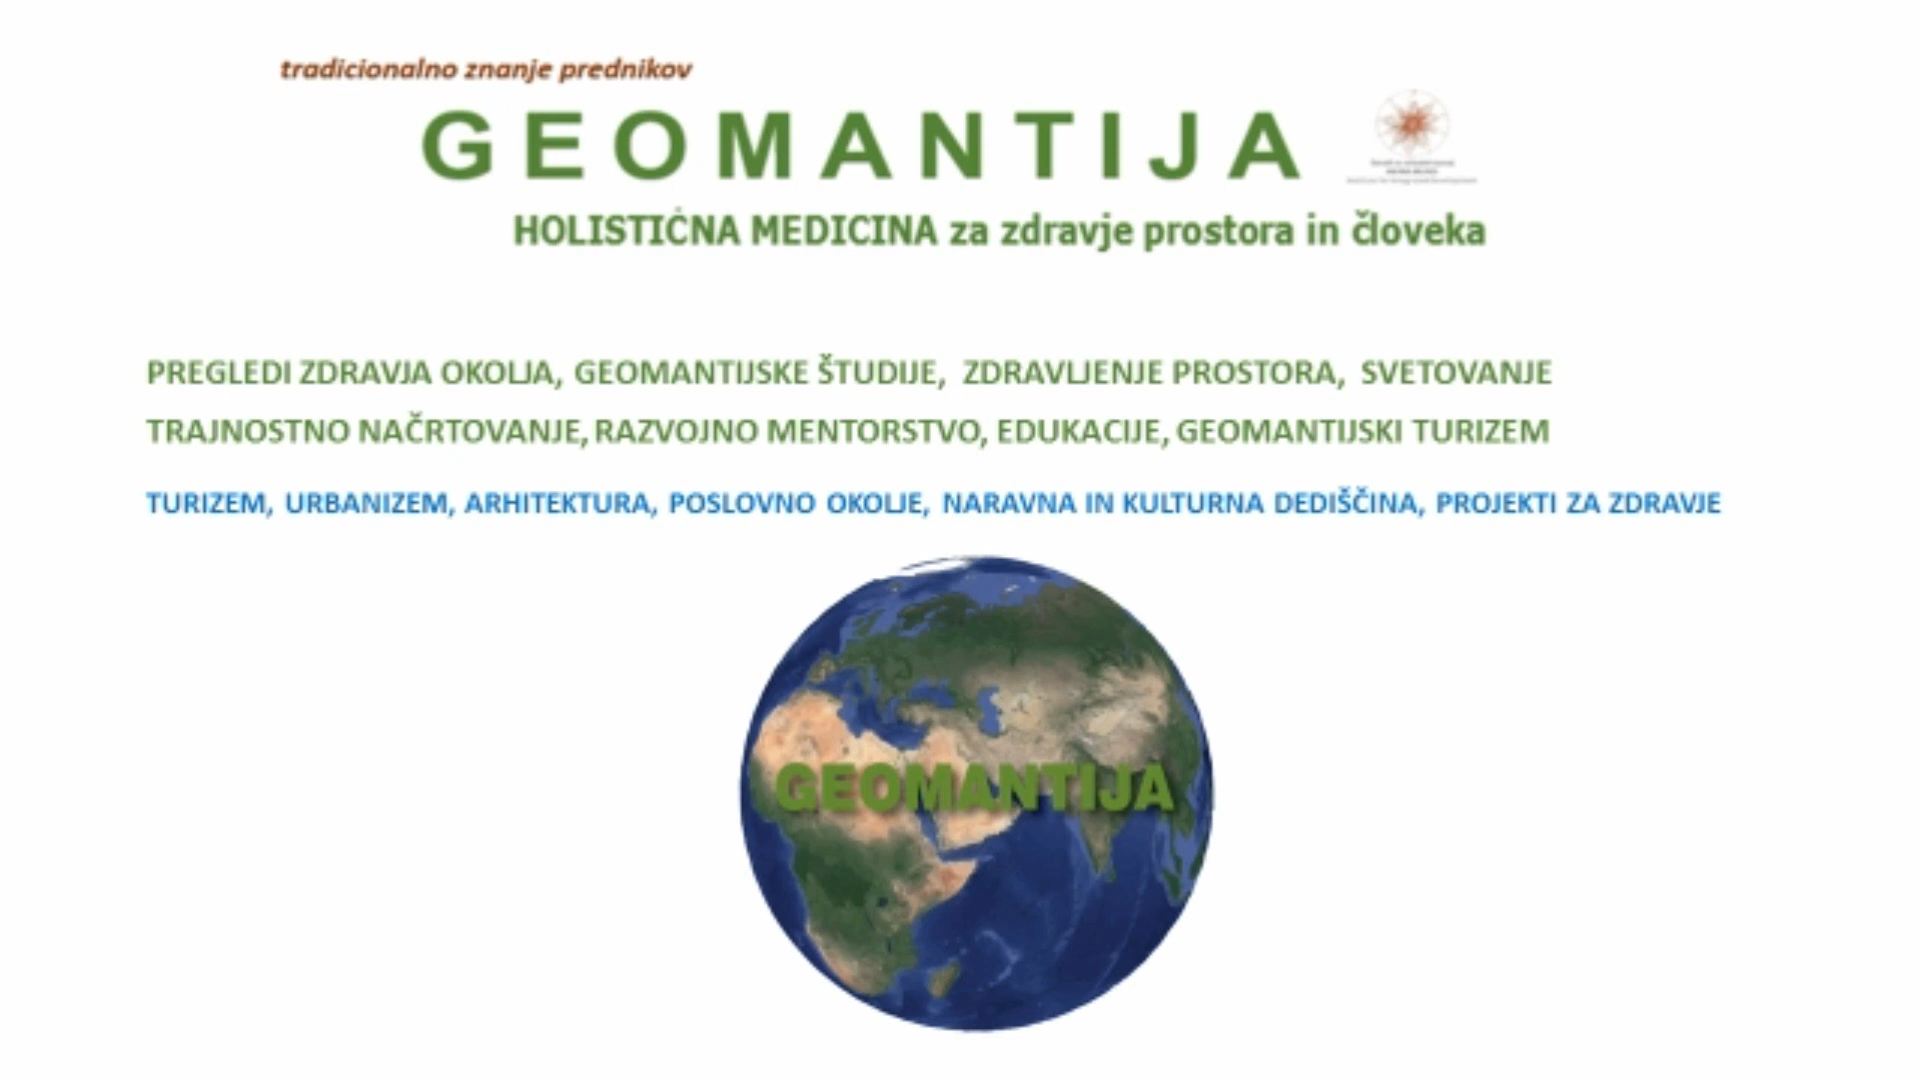 tradicionalno znanje prednikov
GEOMANTIJA
HOLISTIČNA MEDICINA za zdravje prostora in človeka
PREGLEDI ZDRAVJA OKOLJA, GEOMANTIJSKE ŠTUDIJE, ZDRAVLJENJE PROSTORA, SVETOVANJE
TRAJNOSTNO NAČRTOVANJE, RAZVOJNO MENTORSTVO, EDUKACIJE, GEOMANTIJSKI TURIZEM
TURIZEM, URBANIZEM, ARHITEKTURA, POSLOVNO OKOLJE, NARAVNA IN KULTURNA DEDIŠČINA, PROJEKTI ZA ZDRAVJE
GEOMANTIJA